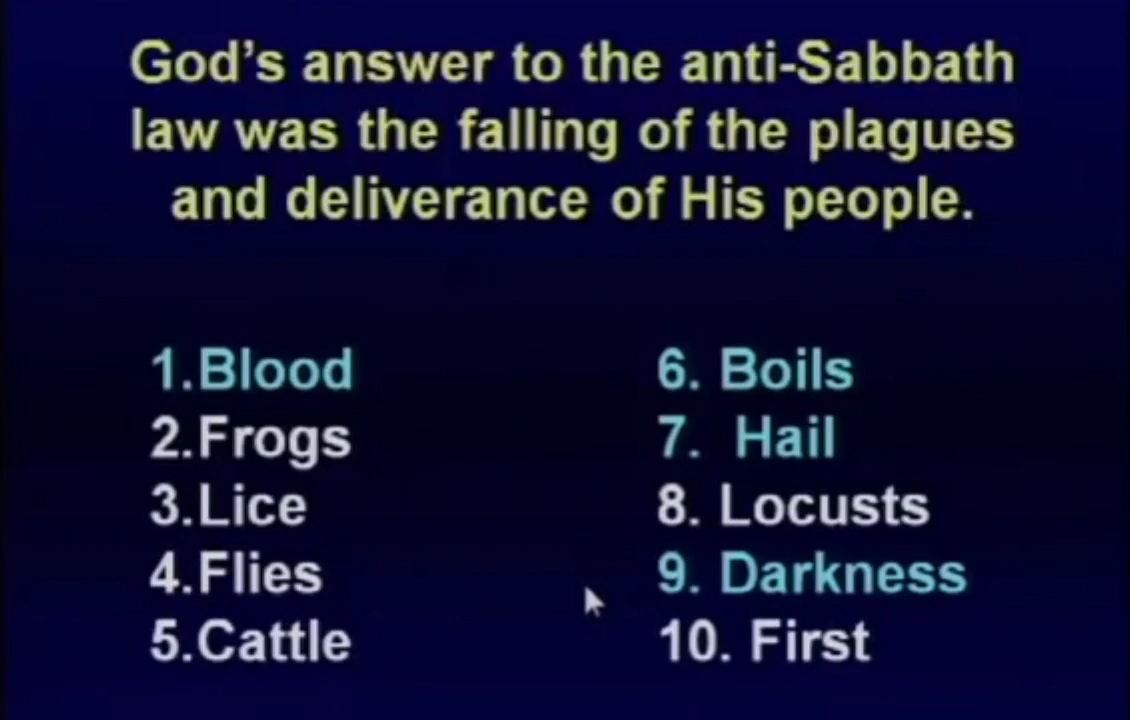 God's answer to the anti-Sabbath
law was the falling of the plagues
and deliverance of His people.
1.Blood
2.Frogs
3.Lice
4.Flies
5.Cattle
6. Boils
7. Hail
8. Locusts
9. Darkness
10. First